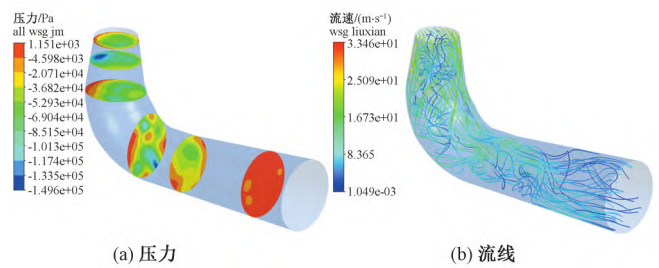 压力/Pa
all wsg jm
1.151e+03
-4.598e+03
-2.071e+04
-3.682e+04
-5.293e+04
-6.904e+04
-8.515e+04
-1.013e+05
-1.174e+05
-1.335e+05
-1.496e+05
(a) 压力
流速/(m·s⁻¹)
wsg liuxian
3.346e+01
2.509e+01
1.673e+01
8.365
1.049e-03
(b) 流线